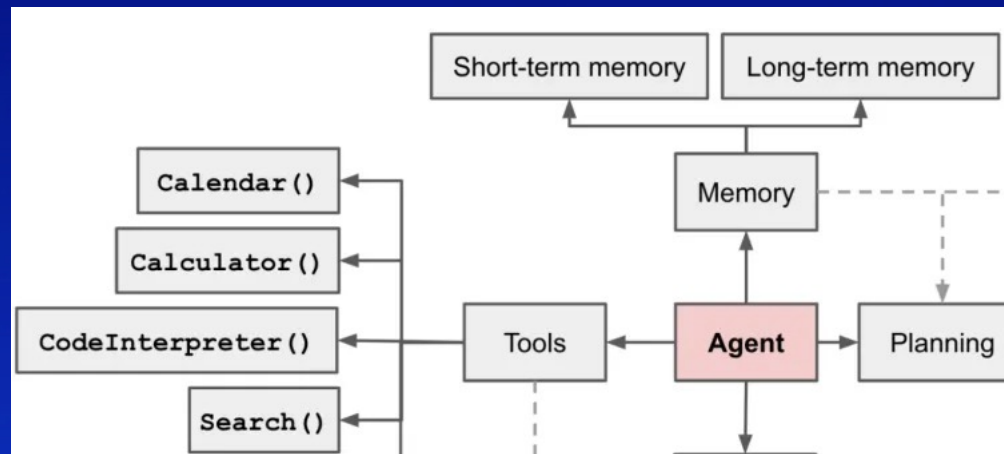 Short-term memory
Long-term memory
Calendar()
Memory
Calculator()
CodeInterpreter()
Tools
Agent
Planning
Search()